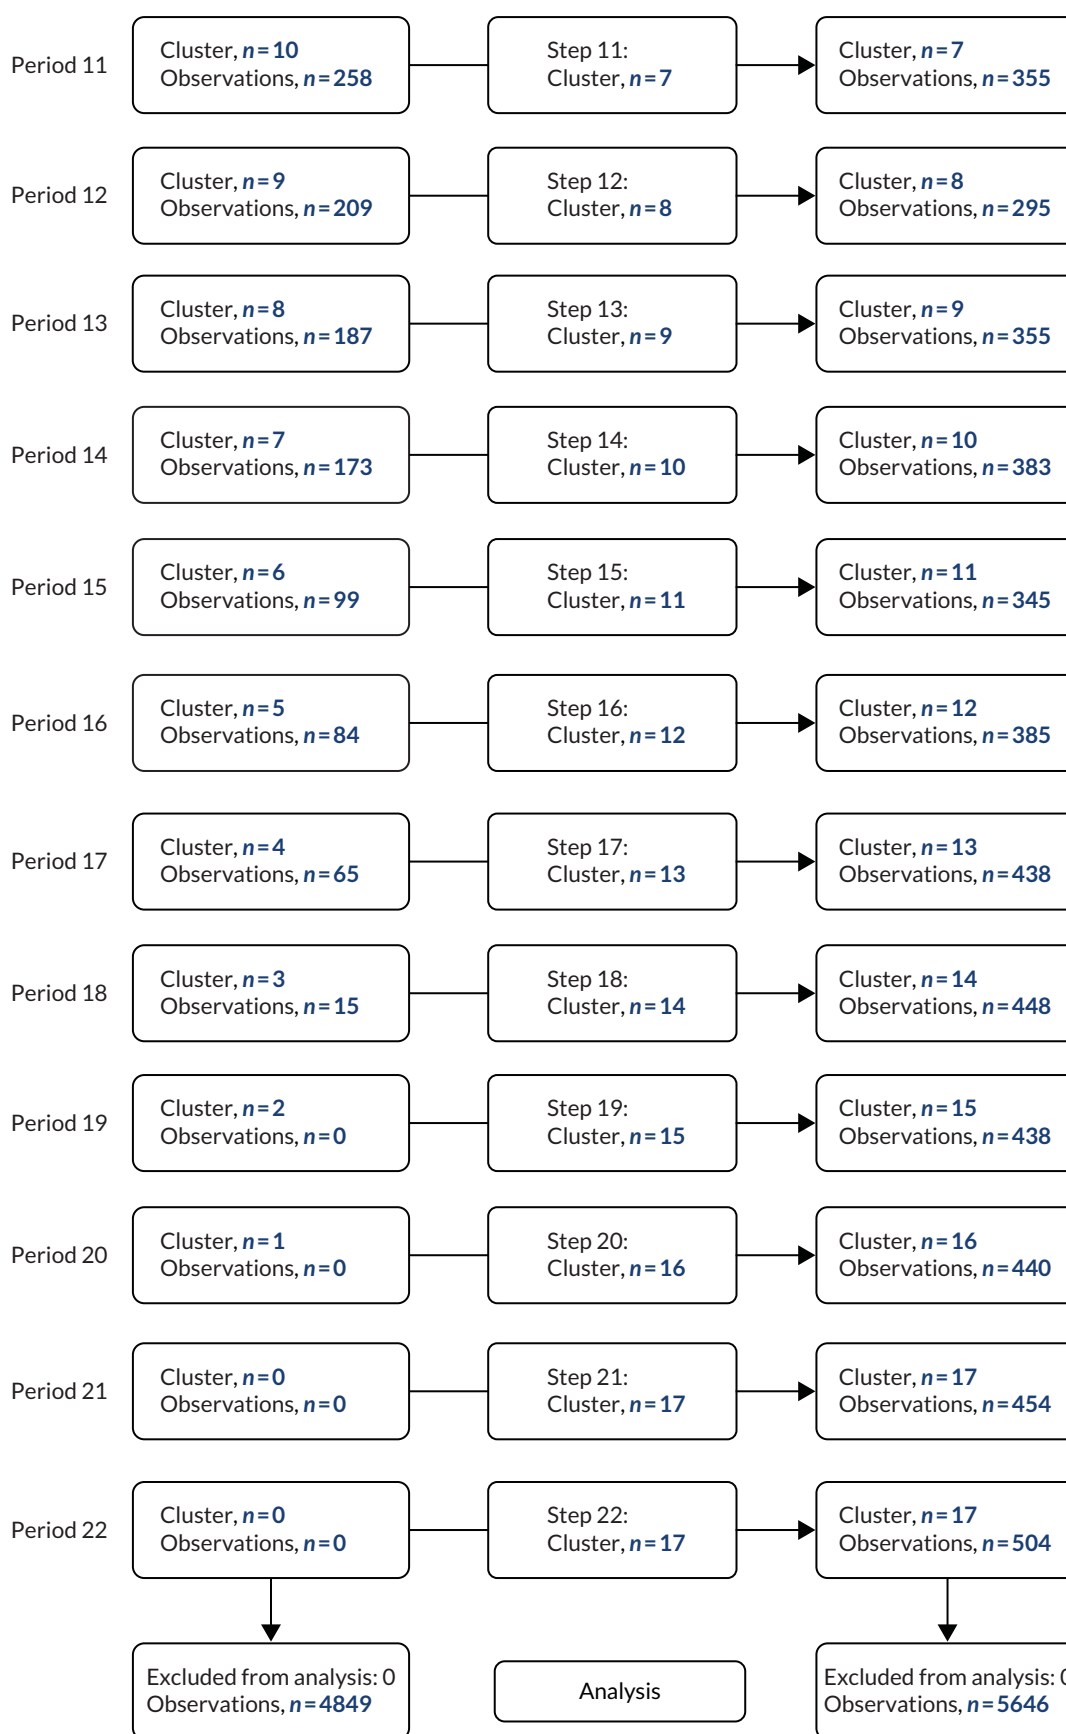 Period 11
Cluster, n=10
Observations, n=258
Step 11:
Cluster, n=7
Cluster, n=7
Observations, n=355
Period 12
Cluster, n=9
Observations, n=209
Step 12:
Cluster, n=8
Cluster, n=8
Observations, n=295
Period 13
Cluster, n=8
Observations, n=187
Step 13:
Cluster, n=9
Cluster, n=9
Observations, n=355
Period 14
Cluster, n=7
Observations, n=173
Step 14:
Cluster, n=10
Cluster, n=10
Observations, n=383
Period 15
Cluster, n=6
Observations, n=99
Step 15:
Cluster, n=11
Cluster, n=11
Observations, n=345
Period 16
Cluster, n=5
Observations, n=84
Step 16:
Cluster, n=12
Cluster, n=12
Observations, n=385
Period 17
Cluster, n=4
Observations, n=65
Step 17:
Cluster, n=13
Cluster, n=13
Observations, n=438
Period 18
Cluster, n=3
Observations, n=15
Step 18:
Cluster, n=14
Cluster, n=14
Observations, n=448
Period 19
Cluster, n=2
Observations, n=0
Step 19:
Cluster, n=15
Cluster, n=15
Observations, n=438
Period 20
Cluster, n=1
Observations, n=0
Step 20:
Cluster, n=16
Cluster, n=16
Observations, n=440
Period 21
Cluster, n=0
Observations, n=0
Step 21:
Cluster, n=17
Cluster, n=17
Observations, n=454
Period 22
Cluster, n=0
Observations, n=0
Step 22:
Cluster, n=17
Cluster, n=17
Observations, n=504
Excluded from analysis: 0
Observations, n=4849
Analysis
Excluded from analysis: 0
Observations, n=5646